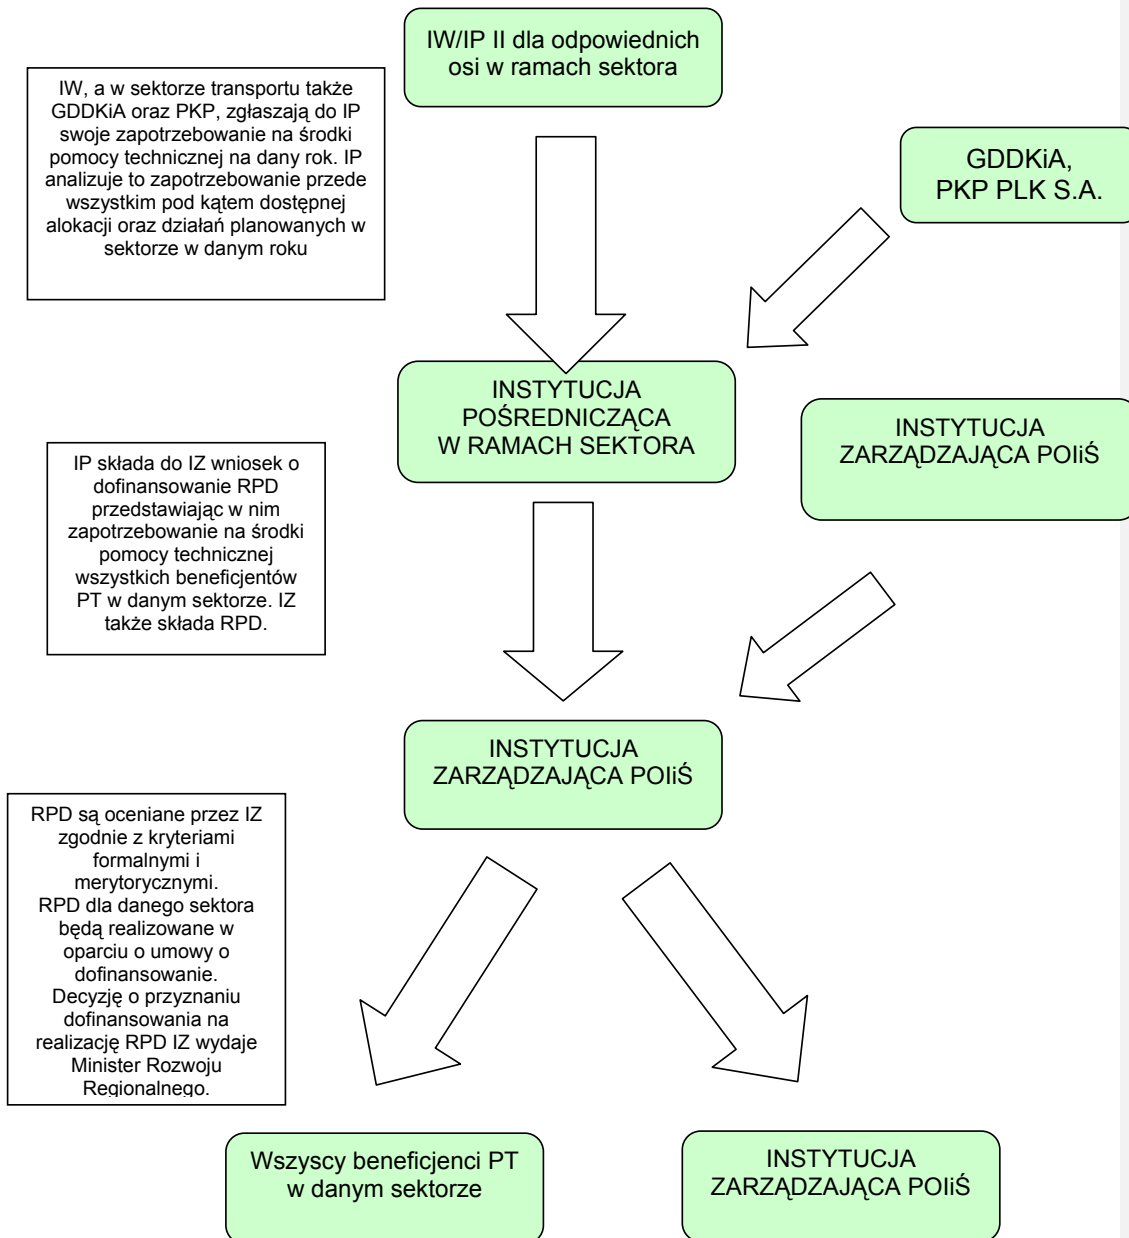 IW/IP II dla odpowiednich
osi w ramach sektora
IW, a w sektorze transportu także
GDDKiA oraz PKP, zgłaszają do IP
swoje zapotrzebowanie na środki
pomocy technicznej na dany rok. IP
analizuje to zapotrzebowanie przede
wszystkim pod kątem dostępnej
alokacji oraz działań planowanych w
sektorze w danym roku
GDDKiA,
PKP PLK S.A.
INSTYTUCJA
POŚREDNICZĄCA
W RAMACH SEKTORA
INSTYTUCJA
ZARZĄDZAJĄCA POIiŚ
IP składa do IZ wniosek o
dofinansowanie RPD
przedstawiając w nim
zapotrzebowanie na środki
pomocy technicznej
wszystkich beneficjentów
PT w danym sektorze. IZ
także składa RPD.
INSTYTUCJA
ZARZĄDZAJĄCA POIiŚ
RPD są oceniane przez IZ
zgodnie z kryteriami
formalnymi i
merytorycznymi.
RPD dla danego sektora
będą realizowane w
oparciu o umowy o
dofinansowanie.
Decyzję o przyznaniu
dofinansowania na
realizację RPD IZ wydaje
Minister Rozwoju
Regionalnego.
Wszyscy beneficjenci PT
w danym sektorze
INSTYTUCJA
ZARZĄDZAJĄCA POIiŚ